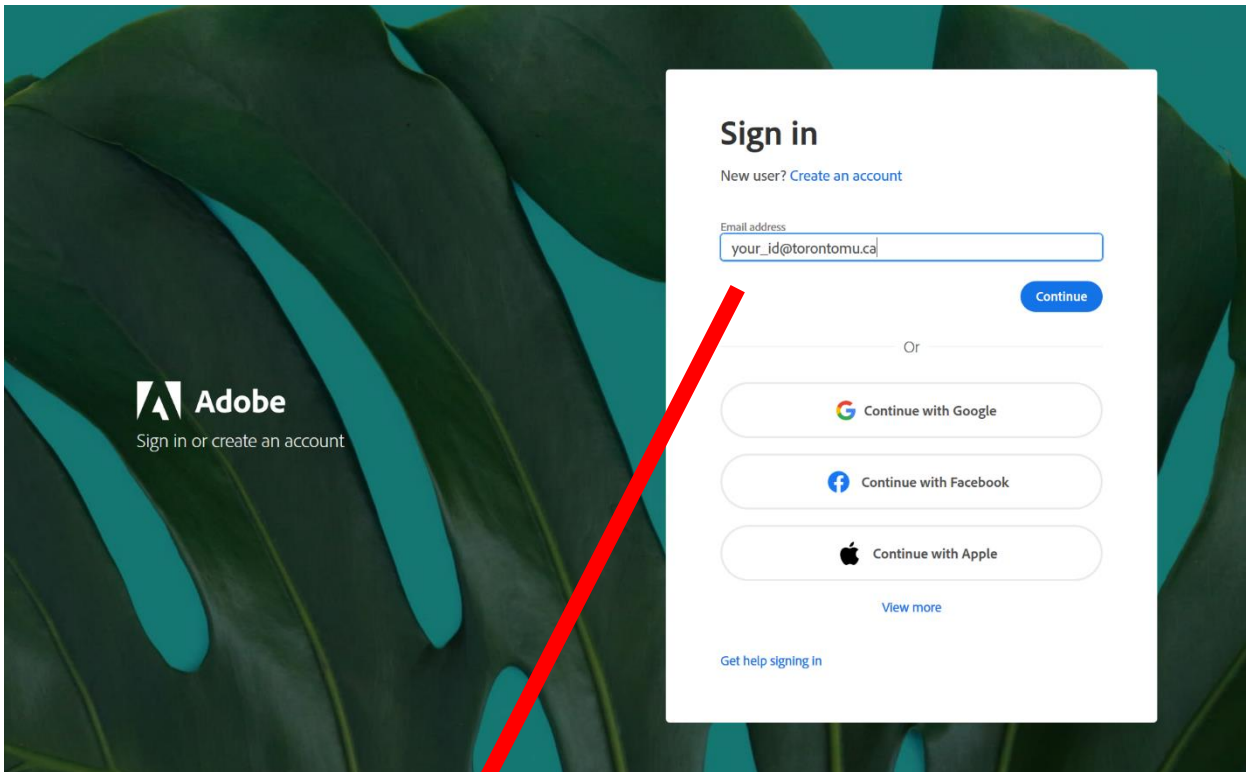 Adobe
Sign in or create an account
Sign in
New user? Create an account
Email address
your_id@torontomu.ca
Continue
Or
Continue with Google
Continue with Facebook
Continue with Apple
View more
Get help signing in